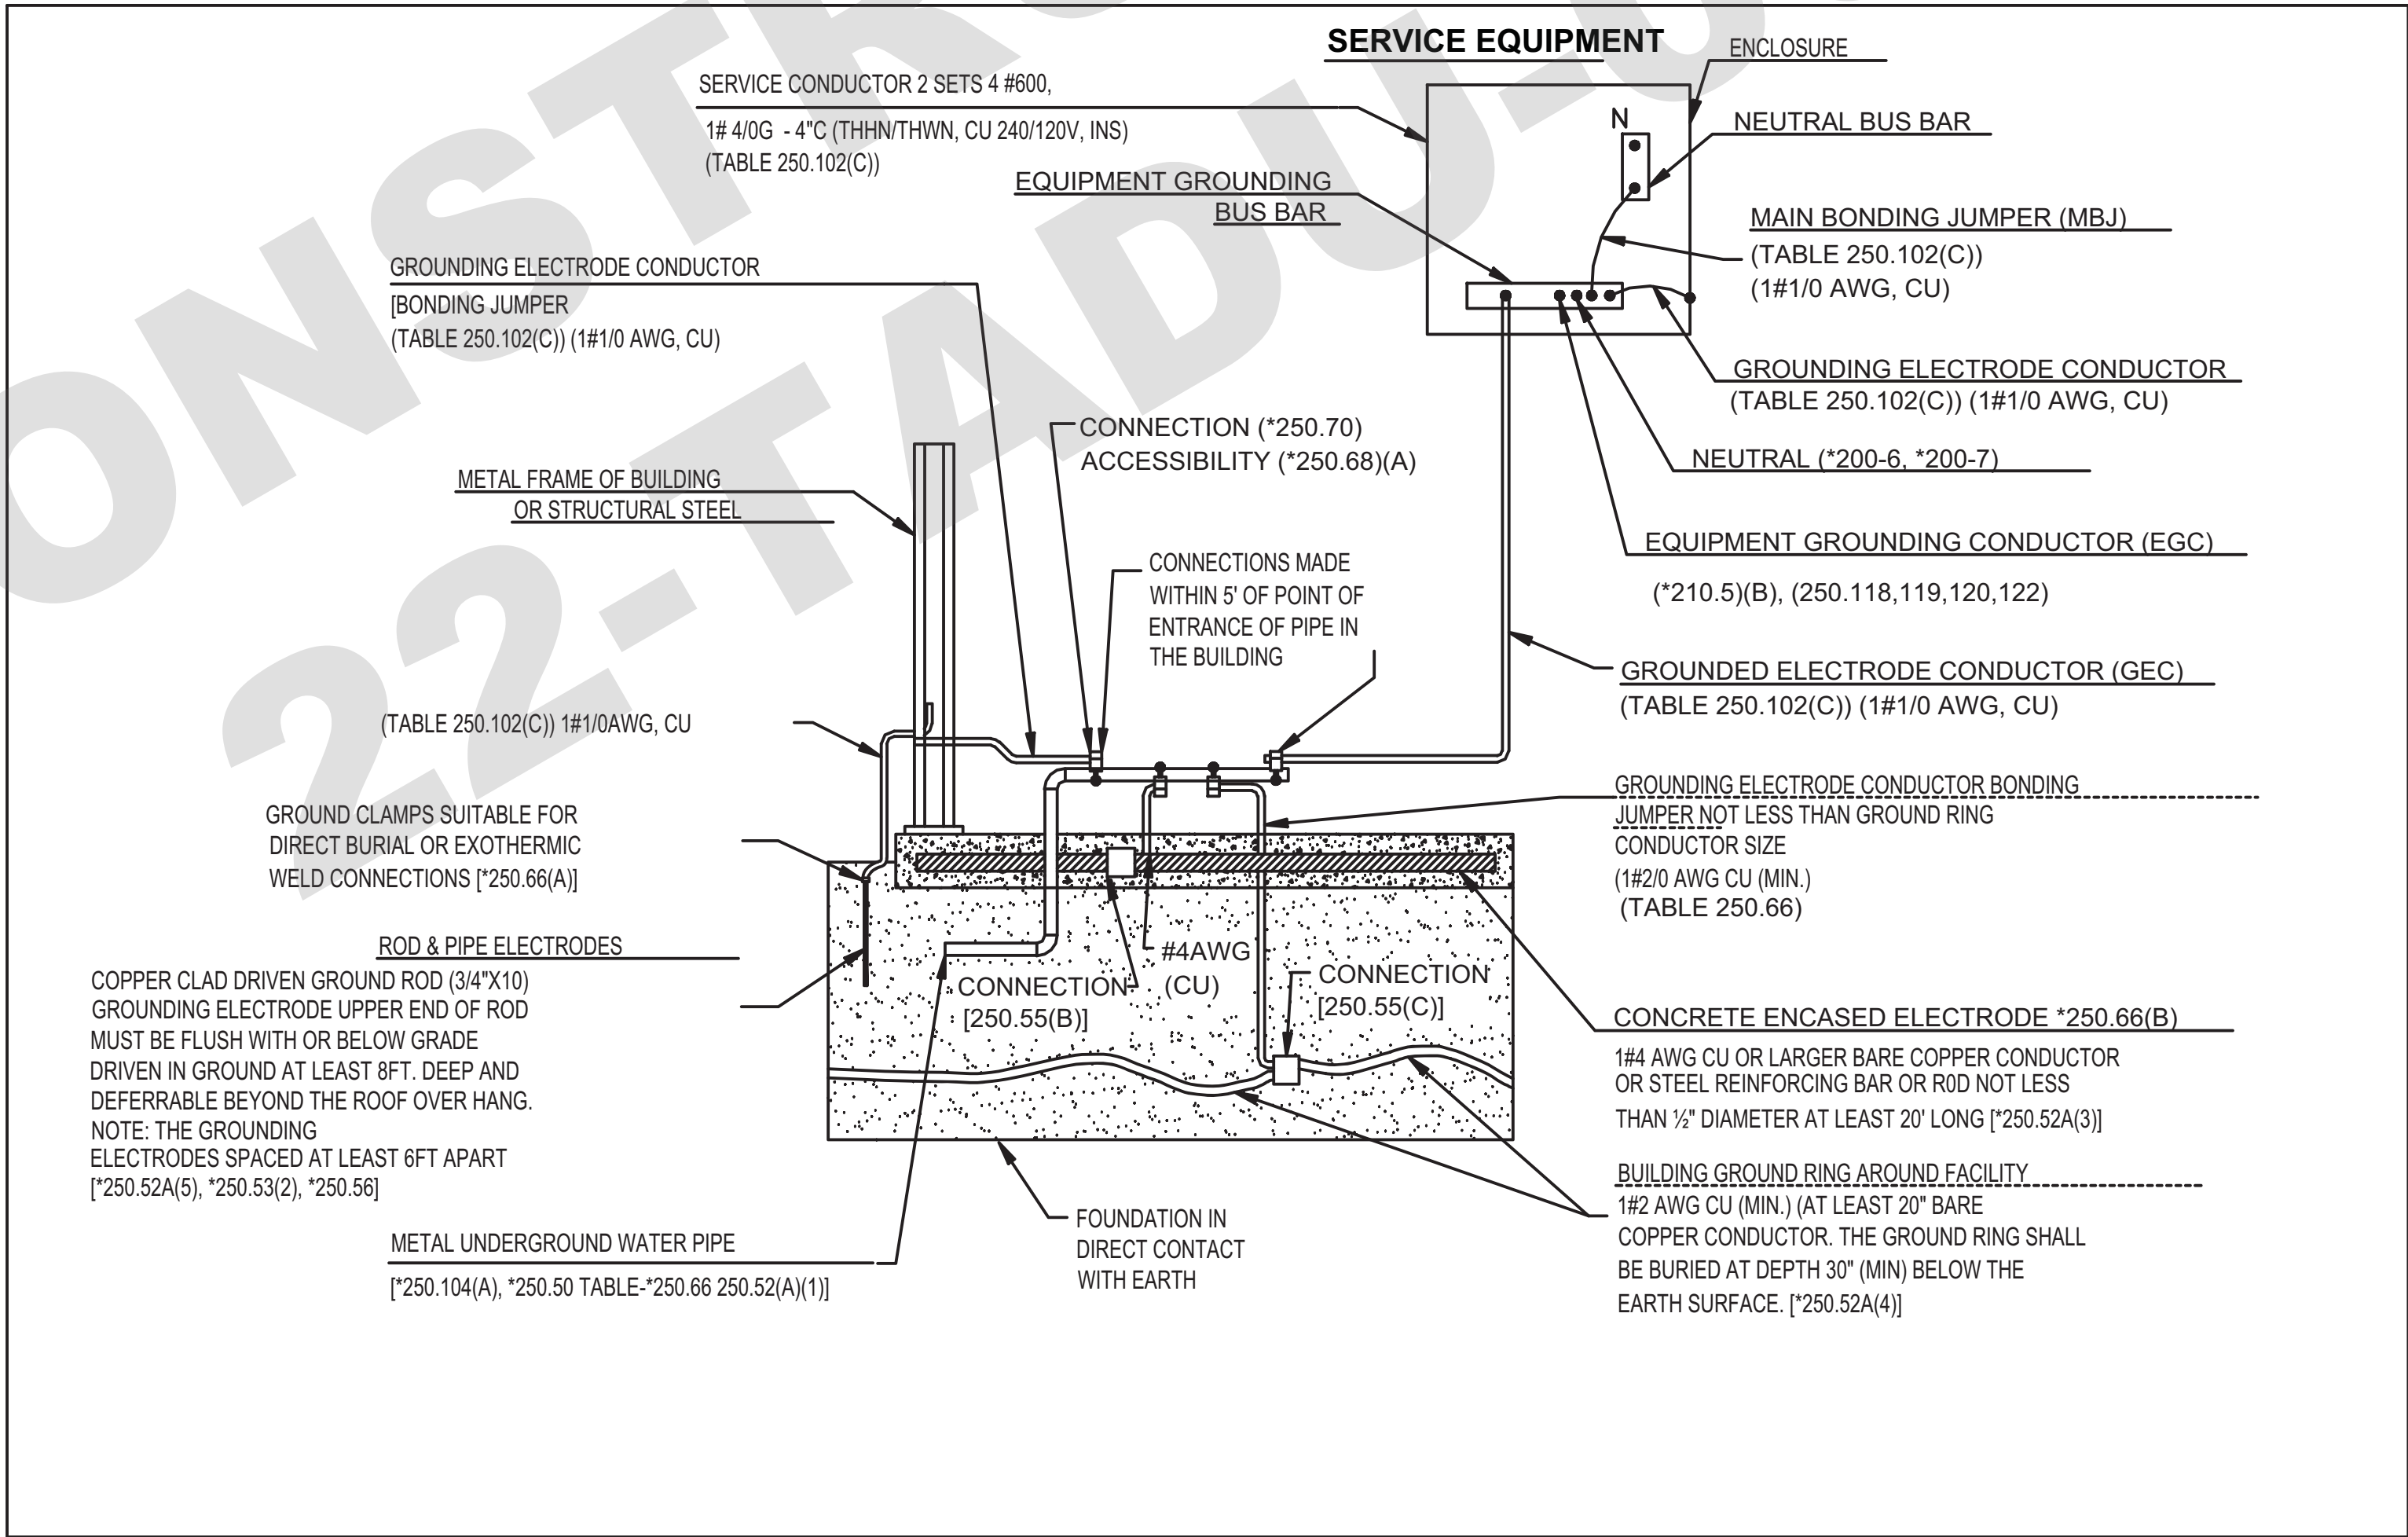 ONSTRU
22-TADU-0
SERVICE EQUIPMENT
ENCLOSURE
SERVICE CONDUCTOR 2 SETS 4 #600,
1# 4/0G - 4"C (THHN/THWN, CU 240/120V, INS)
(TABLE 250.102(C))
N
NEUTRAL BUS BAR
EQUIPMENT GROUNDING
BUS BAR
MAIN BONDING JUMPER (MBJ)
(TABLE 250.102(C))
(1#1/0 AWG, CU)
GROUNDING ELECTRODE CONDUCTOR
[BONDING JUMPER
(TABLE 250.102(C)) (1#1/0 AWG, CU)
GROUNDING ELECTRODE CONDUCTOR
(TABLE 250.102(C)) (1#1/0 AWG, CU)
CONNECTION (*250.70)
ACCESSIBILITY (*250.68)(A)
NEUTRAL (*200-6, *200-7)
METAL FRAME OF BUILDING
OR STRUCTURAL STEEL
EQUIPMENT GROUNDING CONDUCTOR (EGC)
(*210.5)(B), (250.118,119,120,122)
CONNECTIONS MADE
WITHIN 5' OF POINT OF
ENTRANCE OF PIPE IN
THE BUILDING
GROUNDED ELECTRODE CONDUCTOR (GEC)
(TABLE 250.102(C)) (1#1/0 AWG, CU)
(TABLE 250.102(C)) 1#1/0AWG, CU
GROUNDING ELECTRODE CONDUCTOR BONDING
JUMPER NOT LESS THAN GROUND RING
CONDUCTOR SIZE
(1#2/0 AWG CU (MIN.)
(TABLE 250.66)
GROUND CLAMPS SUITABLE FOR
DIRECT BURIAL OR EXOTHERMIC
WELD CONNECTIONS [*250.66(A)]
ROD & PIPE ELECTRODES
COPPER CLAD DRIVEN GROUND ROD (3/4"X10)
GROUNDING ELECTRODE UPPER END OF ROD
MUST BE FLUSH WITH OR BELOW GRADE
DRIVEN IN GROUND AT LEAST 8FT. DEEP AND
DEFERRABLE BEYOND THE ROOF OVER HANG.
NOTE: THE GROUNDING
ELECTRODES SPACED AT LEAST 6FT APART
[*250.52A(5), *250.53(2), *250.56]
#4AWG
(CU)
CONNECTION
[250.55(B)]
CONNECTION
[250.55(C)]
CONCRETE ENCASED ELECTRODE *250.66(B)
1#4 AWG CU OR LARGER BARE COPPER CONDUCTOR
OR STEEL REINFORCING BAR OR R0D NOT LESS
THAN ½" DIAMETER AT LEAST 20' LONG [*250.52A(3)]
BUILDING GROUND RING AROUND FACILITY
1#2 AWG CU (MIN.) (AT LEAST 20" BARE
COPPER CONDUCTOR. THE GROUND RING SHALL
BE BURIED AT DEPTH 30" (MIN) BELOW THE
EARTH SURFACE. [*250.52A(4)]
METAL UNDERGROUND WATER PIPE
[*250.104(A), *250.50 TABLE-*250.66 250.52(A)(1)]
FOUNDATION IN
DIRECT CONTACT
WITH EARTH